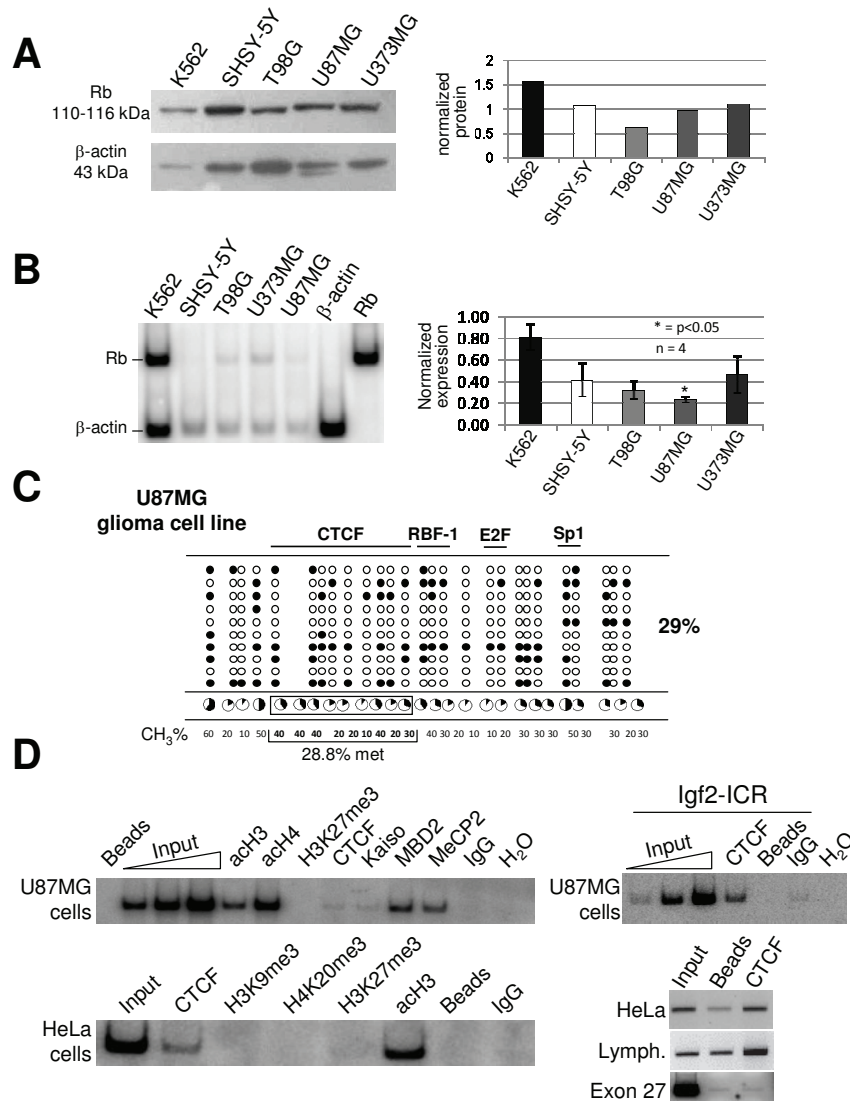 A
K562 SHSY-5Y T98G U87MG U373MG
Rb
110-116 kDa
β-actin
43 kDa
normalized
protein
2
1.5
1
0.5
0
K562 SHSY-5Y T98G U87MG U373MG
B
K562 SHSY-5Y T98G U373MG U87MG β-actin Rb
Rb
β-actin
Normalized
expression
1.00
0.80
0.60
0.40
0.20
0.00
* = p<0.05
n = 4
*
K562 SHSY-5Y T98G U87MG U373MG
C
U87MG
glioma cell line
CTCF RBF-1 E2F Sp1
29%
CH3% 60 20 10 50 40 40 40 20 20 10 40 20 30 40 30 20 10 10 20 30 30 30 50 30 30 20 30
28.8% met
D
Beads Input acH3 acH4 H3K27me3 CTCF Kaiso MBD2 MeCP2 IgG H2O
U87MG
cells
Igf2-ICR
Input CTCF Beads IgG H2O
U87MG
cells
Input CTCF H3K9me3 H4K20me3 H3K27me3 acH3 Beads IgG
HeLa
cells
Input Beads CTCF
HeLa
Lymph.
Exon 27